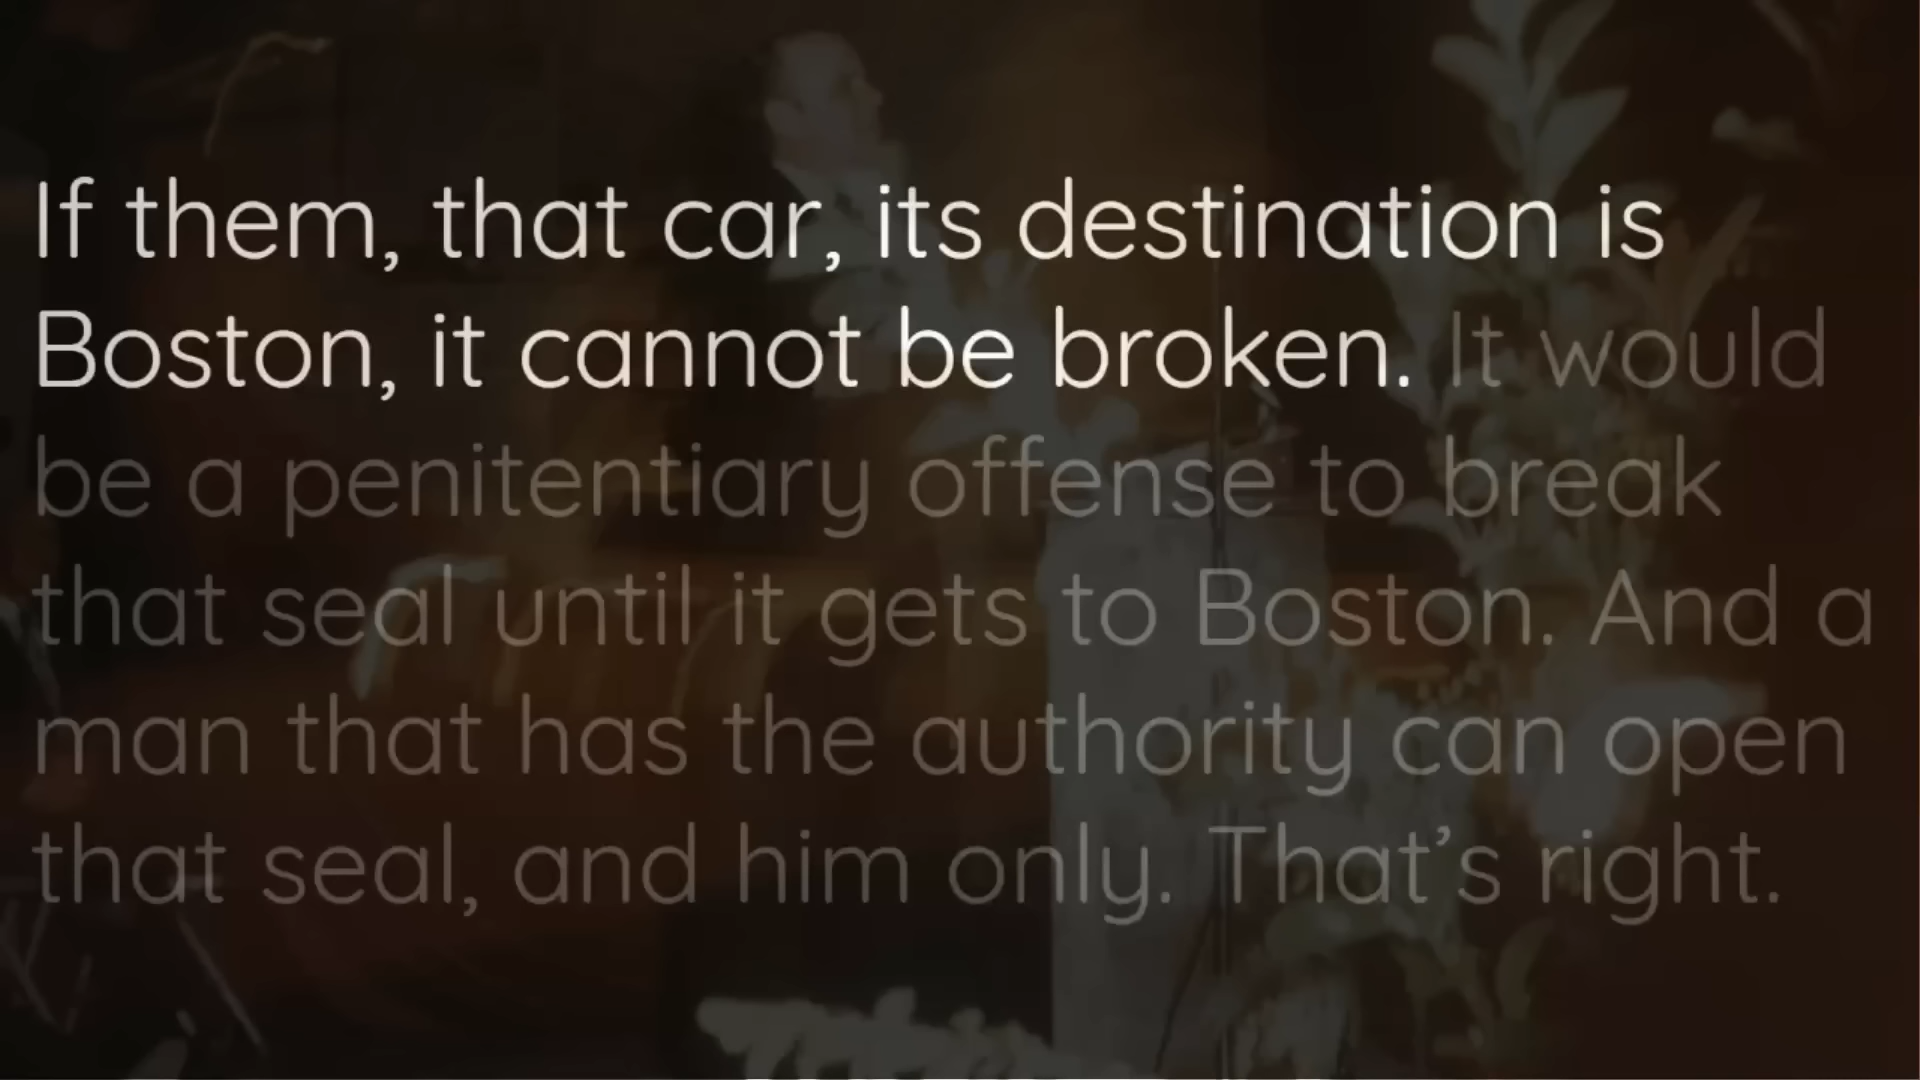 If them, that car, its destination is
Boston, it cannot be broken. It would
be a penitentiary offense to break
that seal until it gets to Boston. And a
man that has the authority can open
that seal, and him only. That’s right.